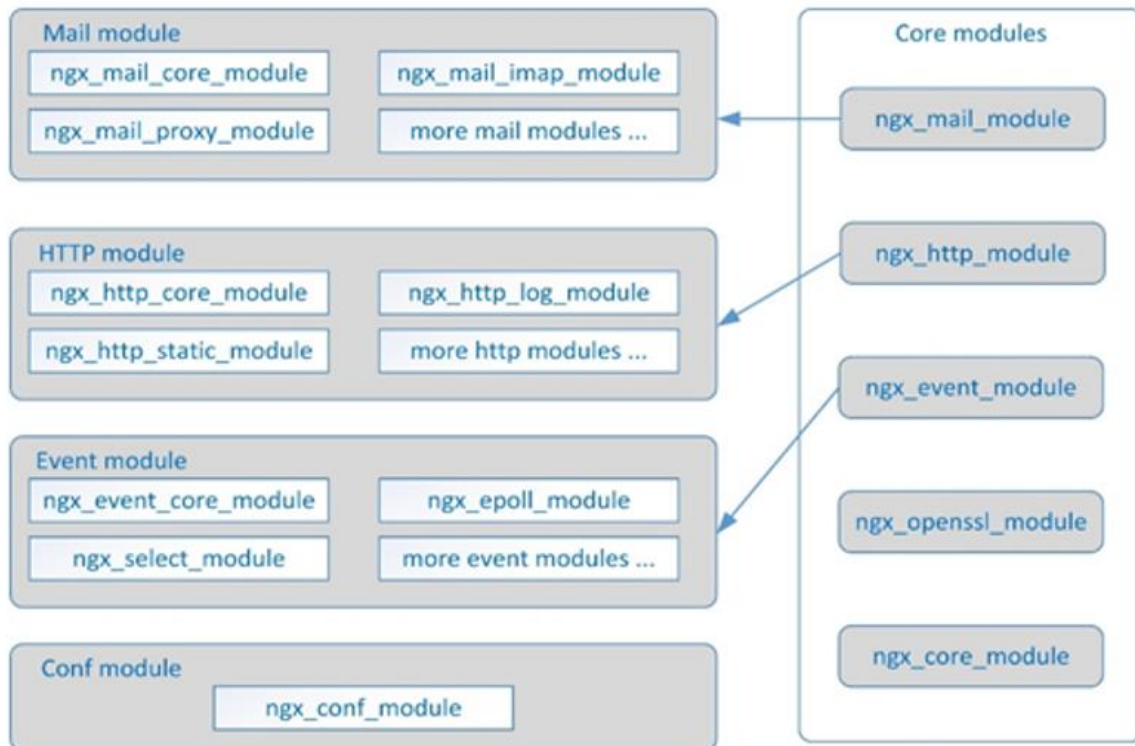 Mail module
ngx_mail_core_module
ngx_mail_imap_module
ngx_mail_proxy_module
more mail modules ...
HTTP module
ngx_http_core_module
ngx_http_log_module
ngx_http_static_module
more http modules ...
Event module
ngx_event_core_module
ngx_epoll_module
ngx_select_module
more event modules ...
Conf module
ngx_conf_module
Core modules
ngx_mail_module
ngx_http_module
ngx_event_module
ngx_openssl_module
ngx_core_module